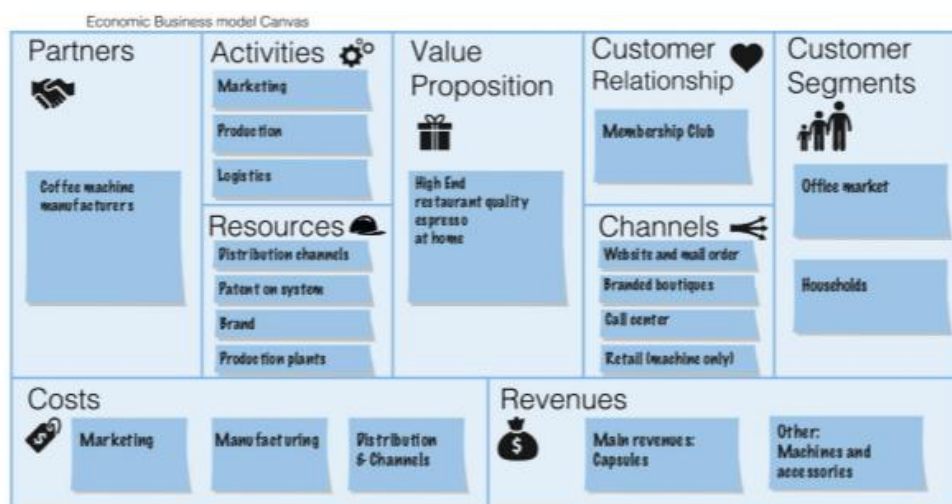 Economic Business model Canvas
Partners
Coffee machine
manufacturers
Activities
Marketing
Production
Logistics
Resources
Distribution channels
Patent on system
Brand
Production plants
Value
Proposition
High End
restaurant quality
espresso
at home
Customer
Relationship
Membership Club
Channels
Website and mail order
Branded boutiques
Call center
Retail (machine only)
Customer
Segments
Office market
Households
Costs
$
Marketing
Manufacturing
Distribution
& Channels
Revenues
$
Main revenues:
Capsules
Other:
Machines and
accessories